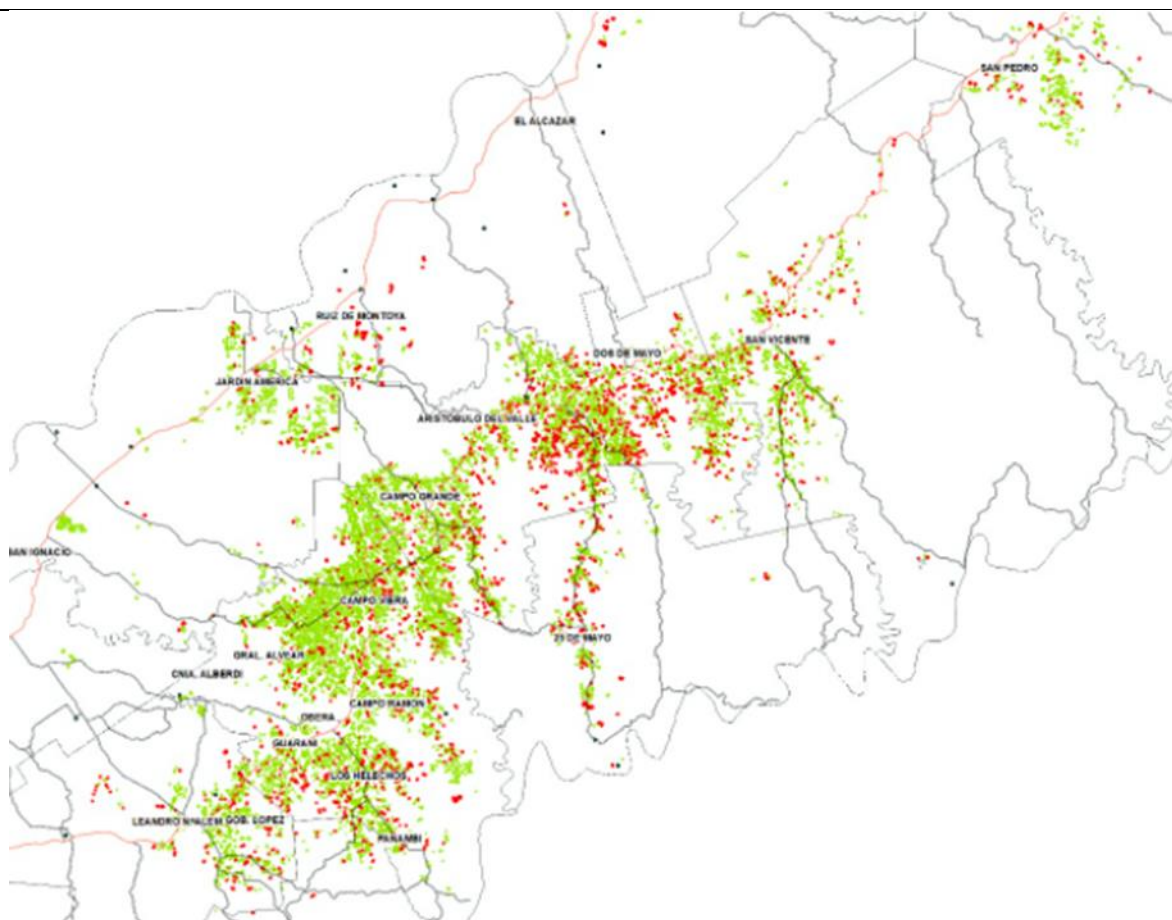 SAN PEDRO
EL ALCAZAR
RUIZ DE MONTOYA
SAN VICENTE
DOS DE MAYO
JARDIN AMERICA
ARISTOBULO DEL VALLE
CAMPO GRANDE
SAN IGNACIO
CAMPO VIERA
25 DE MAYO
GRAL. ALVEAR
CNIA. ALBERDI
CAMPO RAMON
OBERA
GUARANI
LOS HELECHOS
LEANDRO N.ALEM
GOB. LOPEZ
PANAMBI